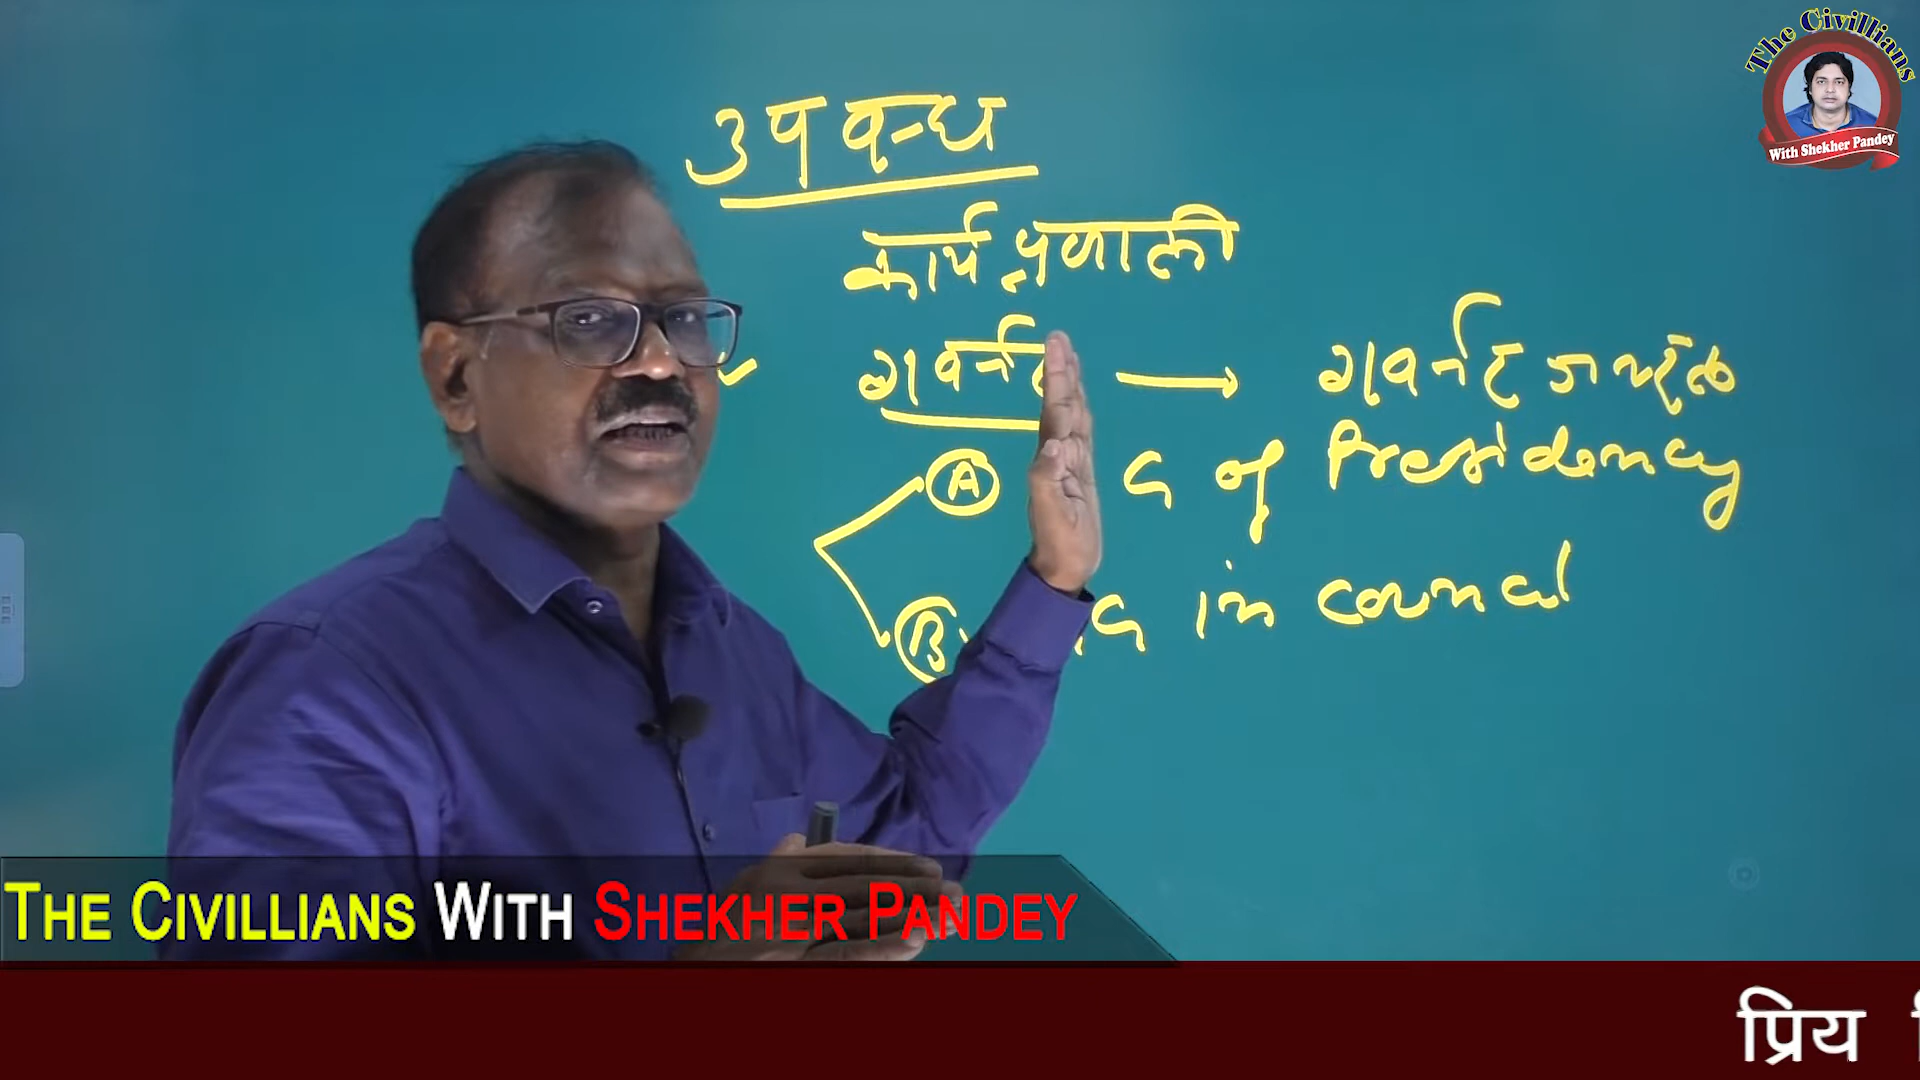 The Civillians
With Shekher Pandey
उपबन्ध
कार्य प्रणाली
गवर्नर → गवर्नर जनरल
A G of Presidency
B G in council
THE CIVILLIANS WITH SHEKHER PANDEY
प्रिय